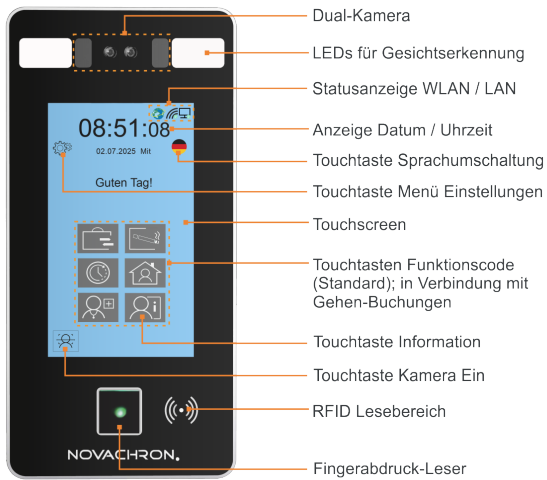 Dual-Kamera
LEDs für Gesichtserkennung
Statusanzeige WLAN / LAN
08:51:08
Anzeige Datum / Uhrzeit
02.07.2025 Mit
Touchtaste Sprachumschaltung
Guten Tag!
Touchtaste Menü Einstellungen
Touchscreen
Touchtasten Funktionscode
(Standard); in Verbindung mit
Gehen-Buchungen
Touchtaste Information
Touchtaste Kamera Ein
RFID Lesebereich
NOVACHRON.
Fingerabdruck-Leser